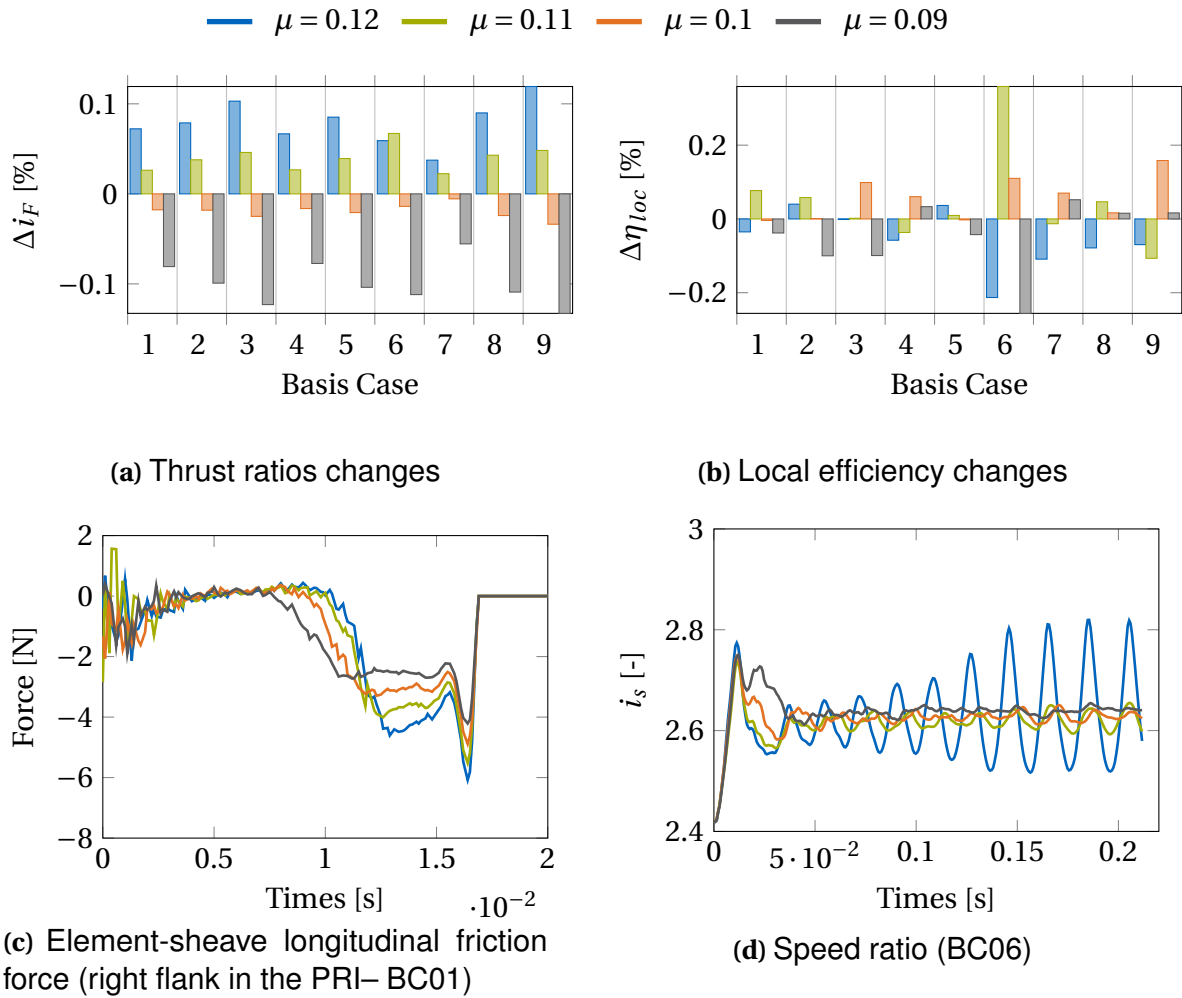 μ = 0.12 μ = 0.11 μ = 0.1 μ = 0.09
0.1
0
−0.1
Δi_F [%]
1 2 3 4 5 6 7 8 9
Basis Case
(a) Thrust ratios changes
0.2
0
−0.2
Δη_loc [%]
1 2 3 4 5 6 7 8 9
Basis Case
(b) Local efficiency changes
2
0
−2
−4
−6
−8
Force [N]
0 0.5 1 1.5 2
Times [s]
·10⁻²
(c) Element-sheave longitudinal friction
force (right flank in the PRI– BC01)
3
2.8
2.6
2.4
i_s [-]
0 5 · 10⁻² 0.1 0.15 0.2
Times [s]
(d) Speed ratio (BC06)